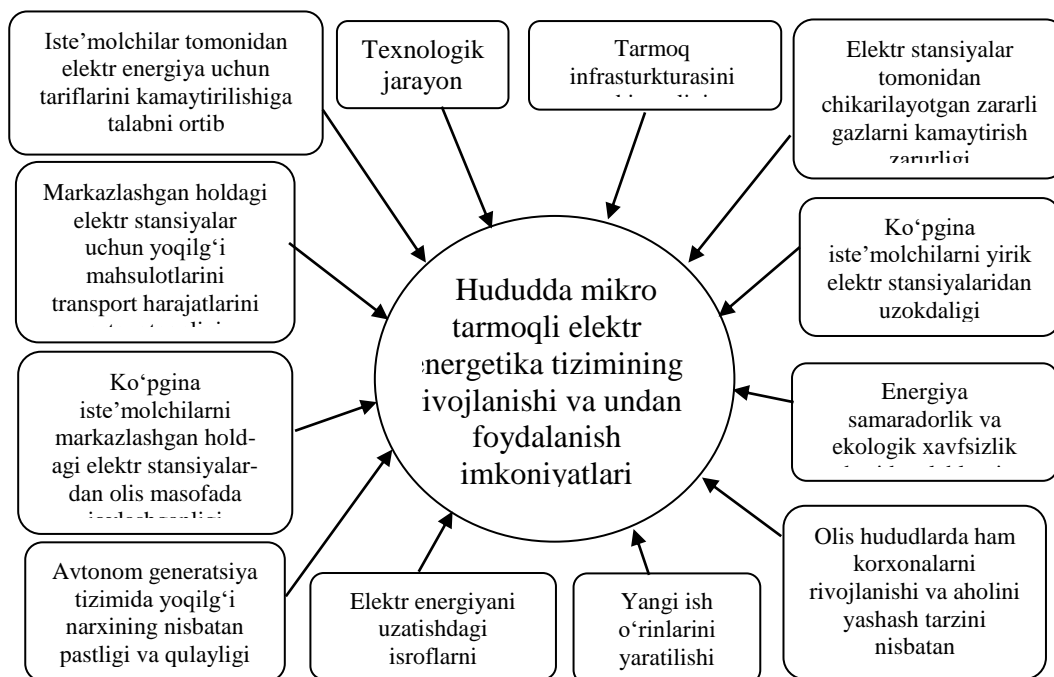 Iste’molchilar tomonidan
elektr energiya uchun
tariflarini kamaytirilishiga
talabni ortib
Texnologik
jarayon
Tarmoq
infrasturkturasini
Elektr stansiyalar
tomonidan
chikarilayotgan zararli
gazlarni kamaytirish
zarurligi
Markazlashgan holdagi
elektr stansiyalar
uchun yoqilg‘i
mahsulotlarini
transport harajatlarini
Ko‘pgina
iste’molchilarni yirik
elektr stansiyalaridan
uzokdaligi
Hududda mikro
tarmoqli elektr
energetika tizimining
rivojlanishi va undan
foydalanish
imkoniyatlari
Ko‘pgina
iste’molchilarni
markazlashgan hold-
agi elektr stansiyalar-
dan olis masofada
joylashganligi
Energiya
samaradorlik va
ekologik xavfsizlik
Avtonom generatsiya
tizimida yoqilg‘i
narxining nisbatan
pastligi va qulayligi
Elektr energiyani
uzatishdagi
isroflarni
Yangi ish
o‘rinlarini
yaratilishi
Olis hududlarda ham
korxonalarni
rivojlanishi va aholini
yashash tarzini
nisbatan